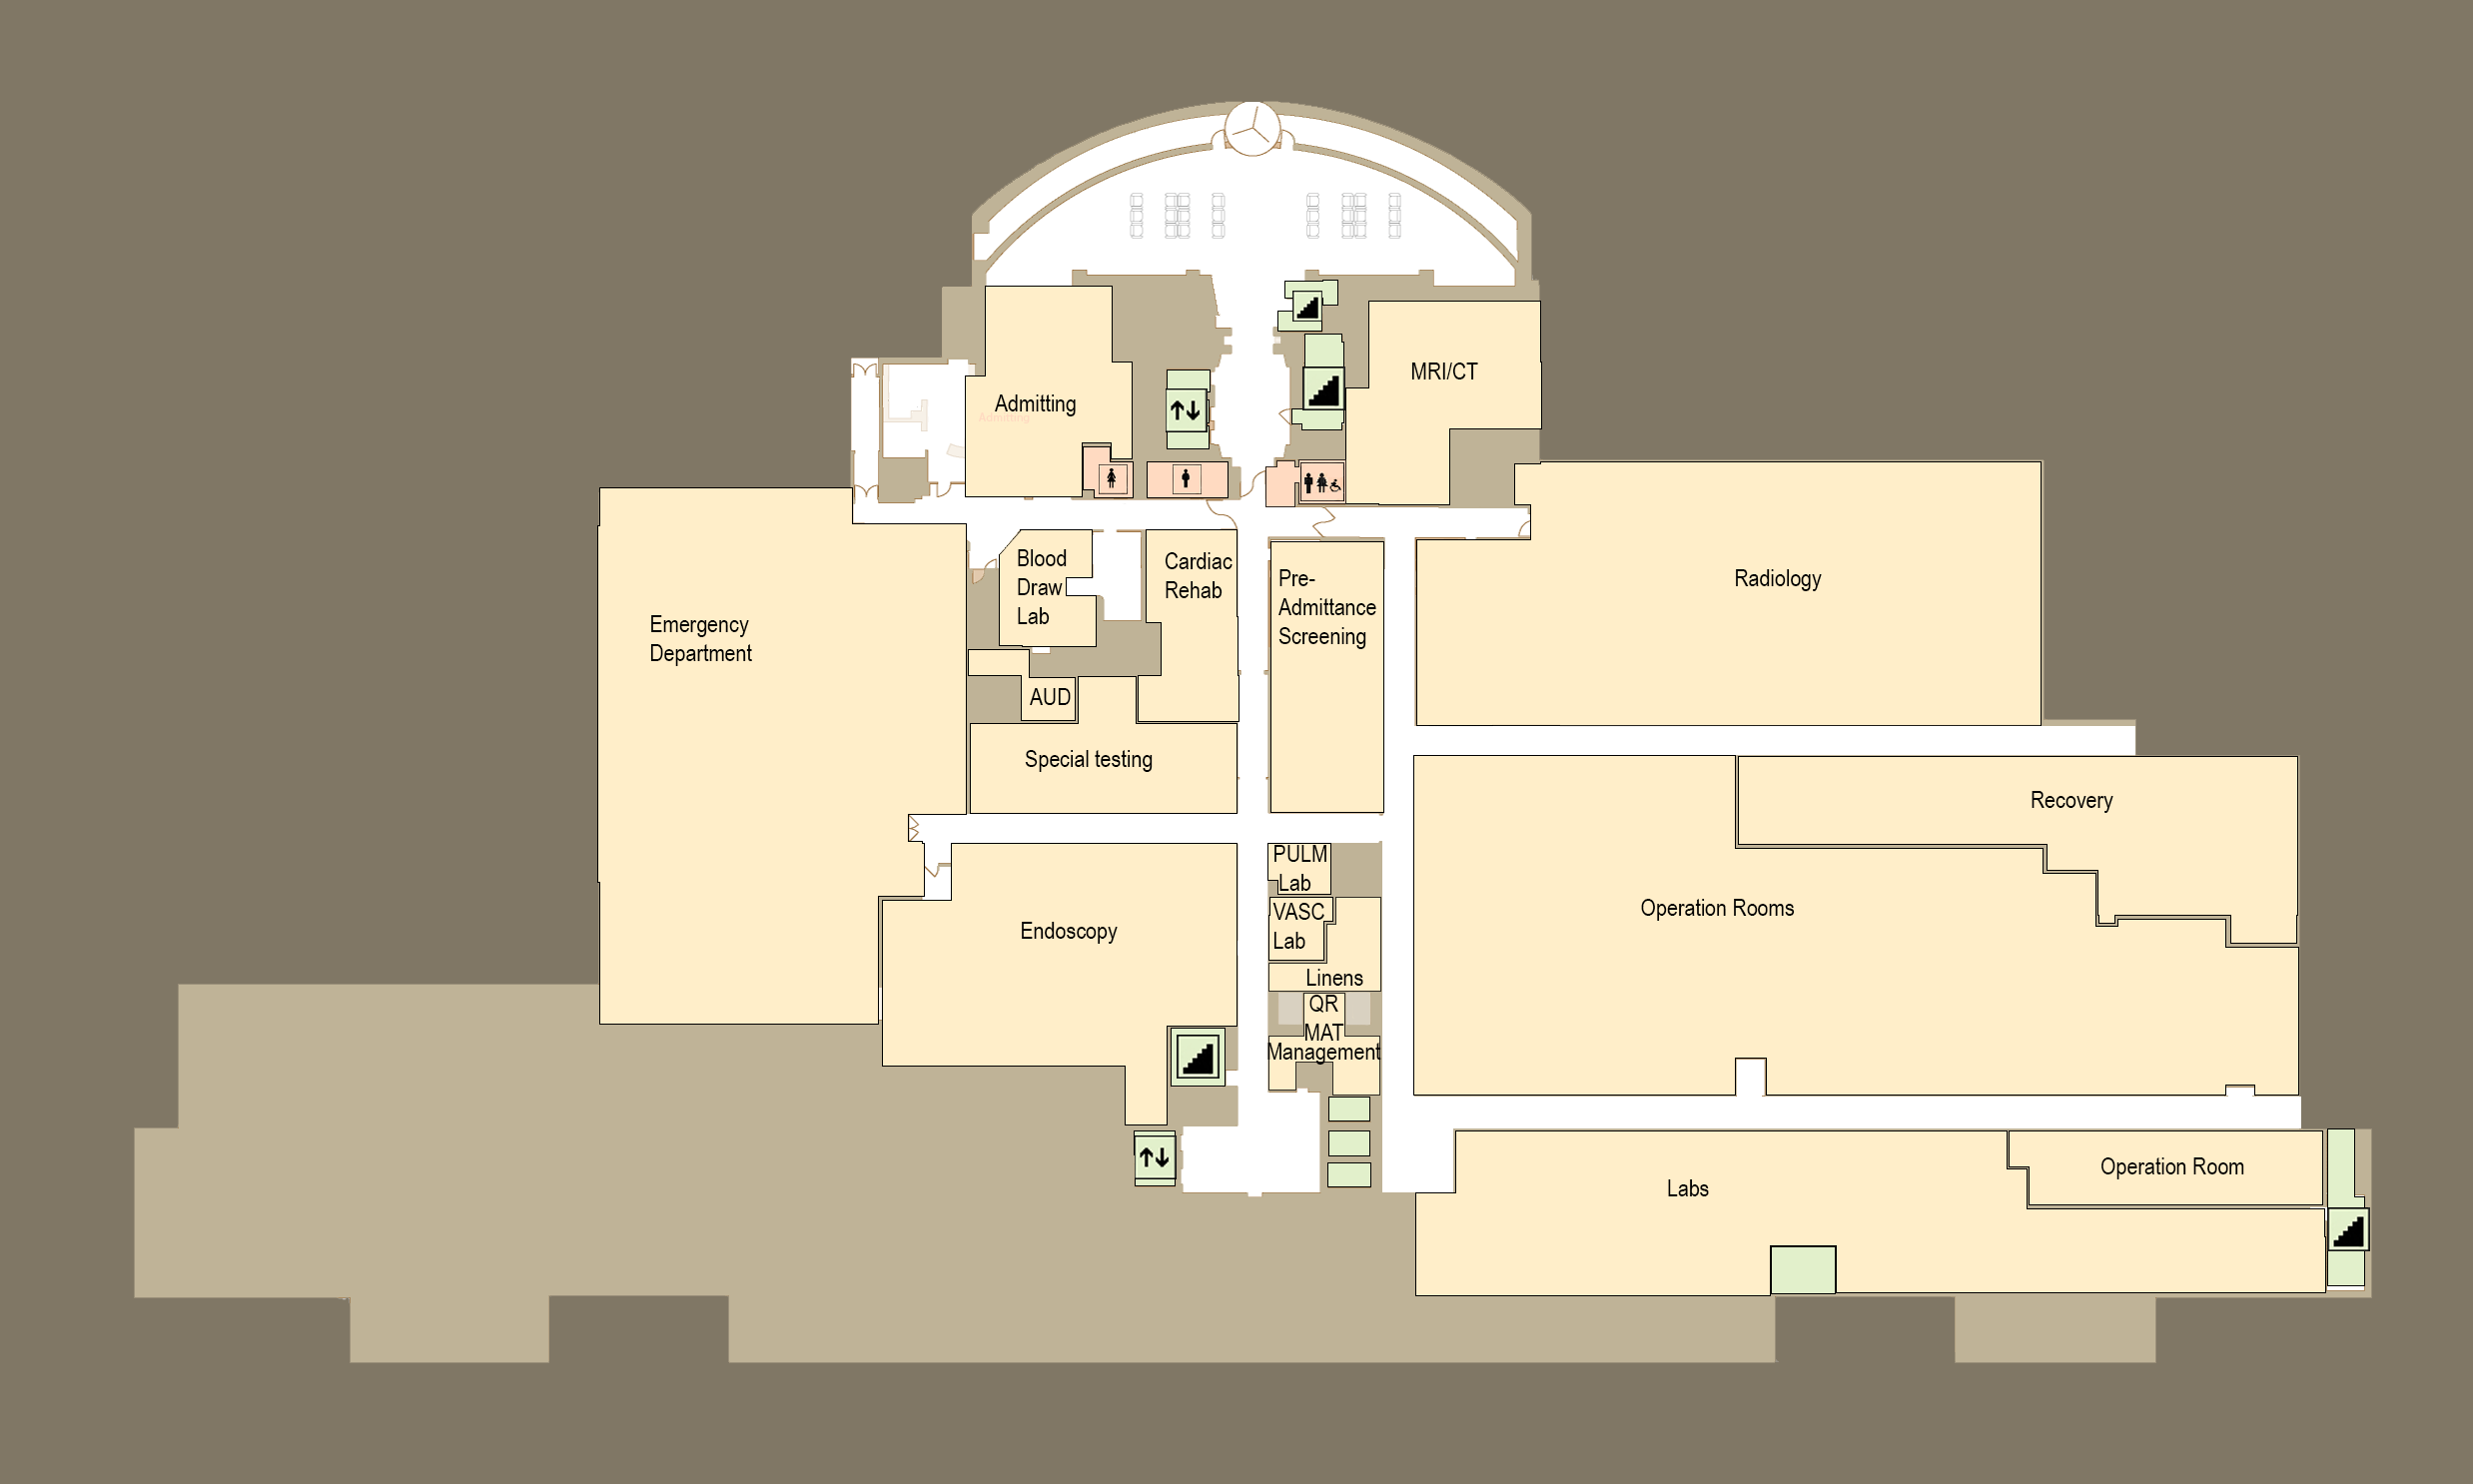 MRI/CT
Admitting
Admitting
Blood
Draw
Lab
Cardiac
Rehab
Pre-
Admittance
Screening
Radiology
Emergency
Department
AUD
Special testing
Recovery
PULM
Lab
VASC
Lab
Operation Rooms
Endoscopy
Linens
QR
MAT
Management
Operation Room
Labs